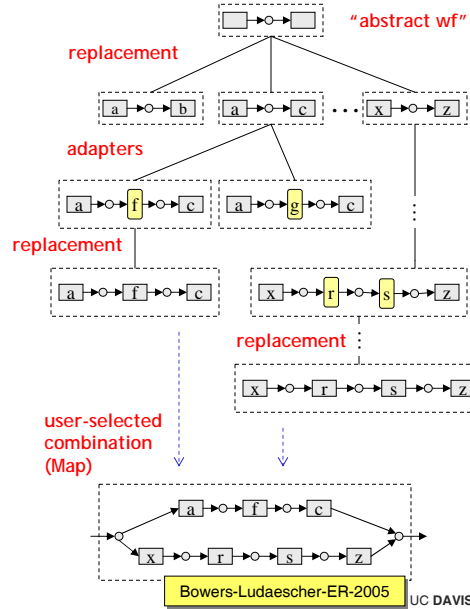 “abstract wf”
replacement
a b
a c
...
x z
adapters
a f c
a g c
replacement
a f c
x r s z
replacement
x r s z
user-selected
combination
(Map)
a f c
x r s z
Bowers-Ludaescher-ER-2005
UC DAVIS